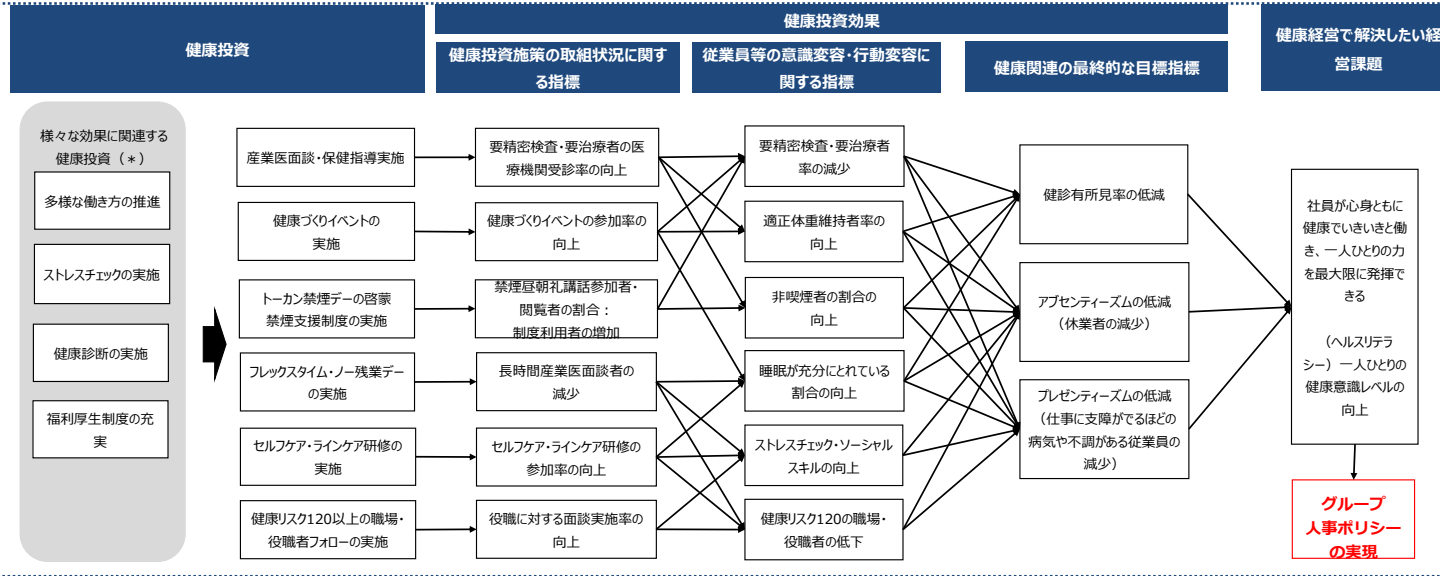 健康投資
健康投資効果
健康投資施策の取組状況に関す
る指標
従業員等の意識変容・行動変容に
関する指標
健康関連の最終的な目標指標
健康経営で解決したい経
営課題
様々な効果に関連する
健康投資（＊）
多様な働き方の推進
ストレスチェックの実施
健康診断の実施
福利厚生制度の充
実
産業医面談・保健指導実施
健康づくりイベントの
実施
トーカン禁煙デーの啓蒙
禁煙支援制度の実施
フレックスタイム・ノー残業デー
の実施
セルフケア・ラインケア研修の
実施
健康リスク120以上の職場・
役職者フォローの実施
要精密検査・要治療者の医
療機関受診率の向上
健康づくりイベントの参加率の
向上
禁煙昼朝礼講話参加者・
閲覧者の割合：
制度利用者の増加
長時間産業医面談者の
減少
セルフケア・ラインケア研修の
参加率の向上
役職に対する面談実施率の
向上
要精密検査・要治療者
率の減少
適正体重維持者率の
向上
非喫煙者の割合の
向上
睡眠が充分にとれている
割合の向上
ストレスチェック・ソーシャル
スキルの向上
健康リスク120の職場・
役職者の低下
健診有所見率の低減
アブセンティーズムの低減
（休業者の減少）
プレゼンティーズムの低減
（仕事に支障がでるほどの
病気や不調がある従業員の
減少）
社員が心身ともに
健康でいきいきと働
き、一人ひとりの力
を最大限に発揮で
きる
（ヘルスリテラ
シー）一人ひとりの
健康意識レベルの
向上
グループ
人事ポリシー
の実現